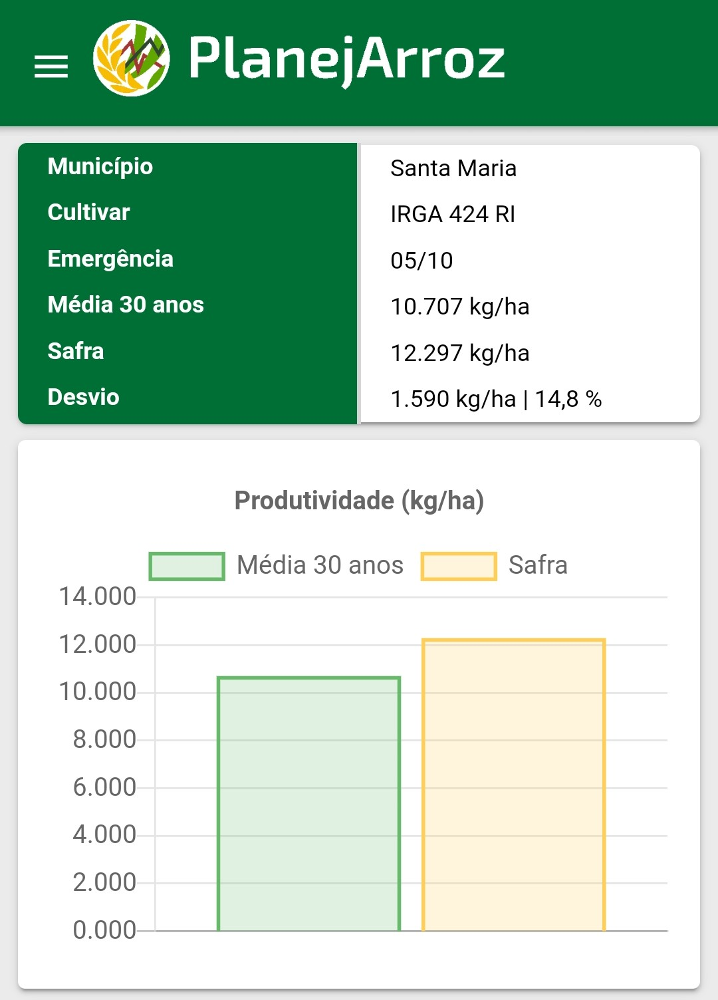 PlanejArroz
Município Santa Maria
Cultivar IRGA 424 RI
Emergência 05/10
Média 30 anos 10.707 kg/ha
Safra 12.297 kg/ha
Desvio 1.590 kg/ha | 14,8 %
Produtividade (kg/ha)
Média 30 anos Safra
14.000
12.000
10.000
8.000
6.000
4.000
2.000
0.000